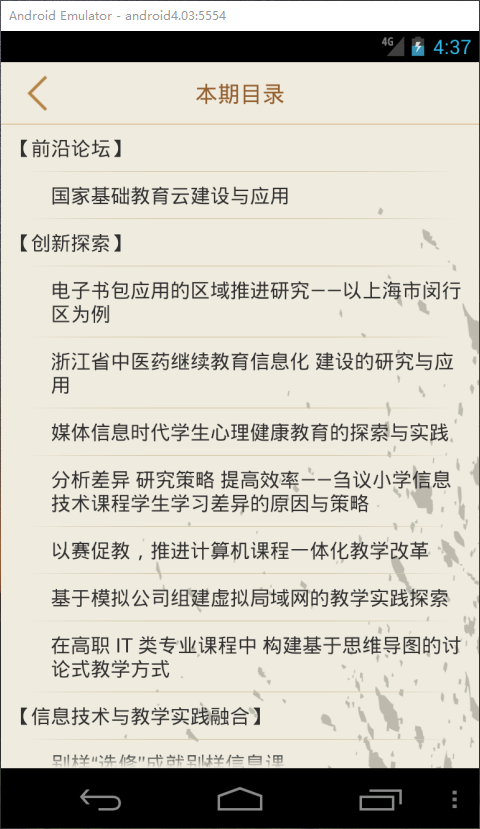 Android Emulator - android4.03:5554
4G 4:37
本期目录
【前沿论坛】
国家基础教育云建设与应用
【创新探索】
电子书包应用的区域推进研究——以上海市闵行
区为例
浙江省中医药继续教育信息化 建设的研究与应
用
媒体信息时代学生心理健康教育的探索与实践
分析差异 研究策略 提高效率——刍议小学信息
技术课程学生学习差异的原因与策略
以赛促教，推进计算机课程一体化教学改革
基于模拟公司组建虚拟局域网的教学实践探索
在高职 IT 类专业课程中 构建基于思维导图的讨
论式教学方式
【信息技术与教学实践融合】
别样“选修”成就别样信息课